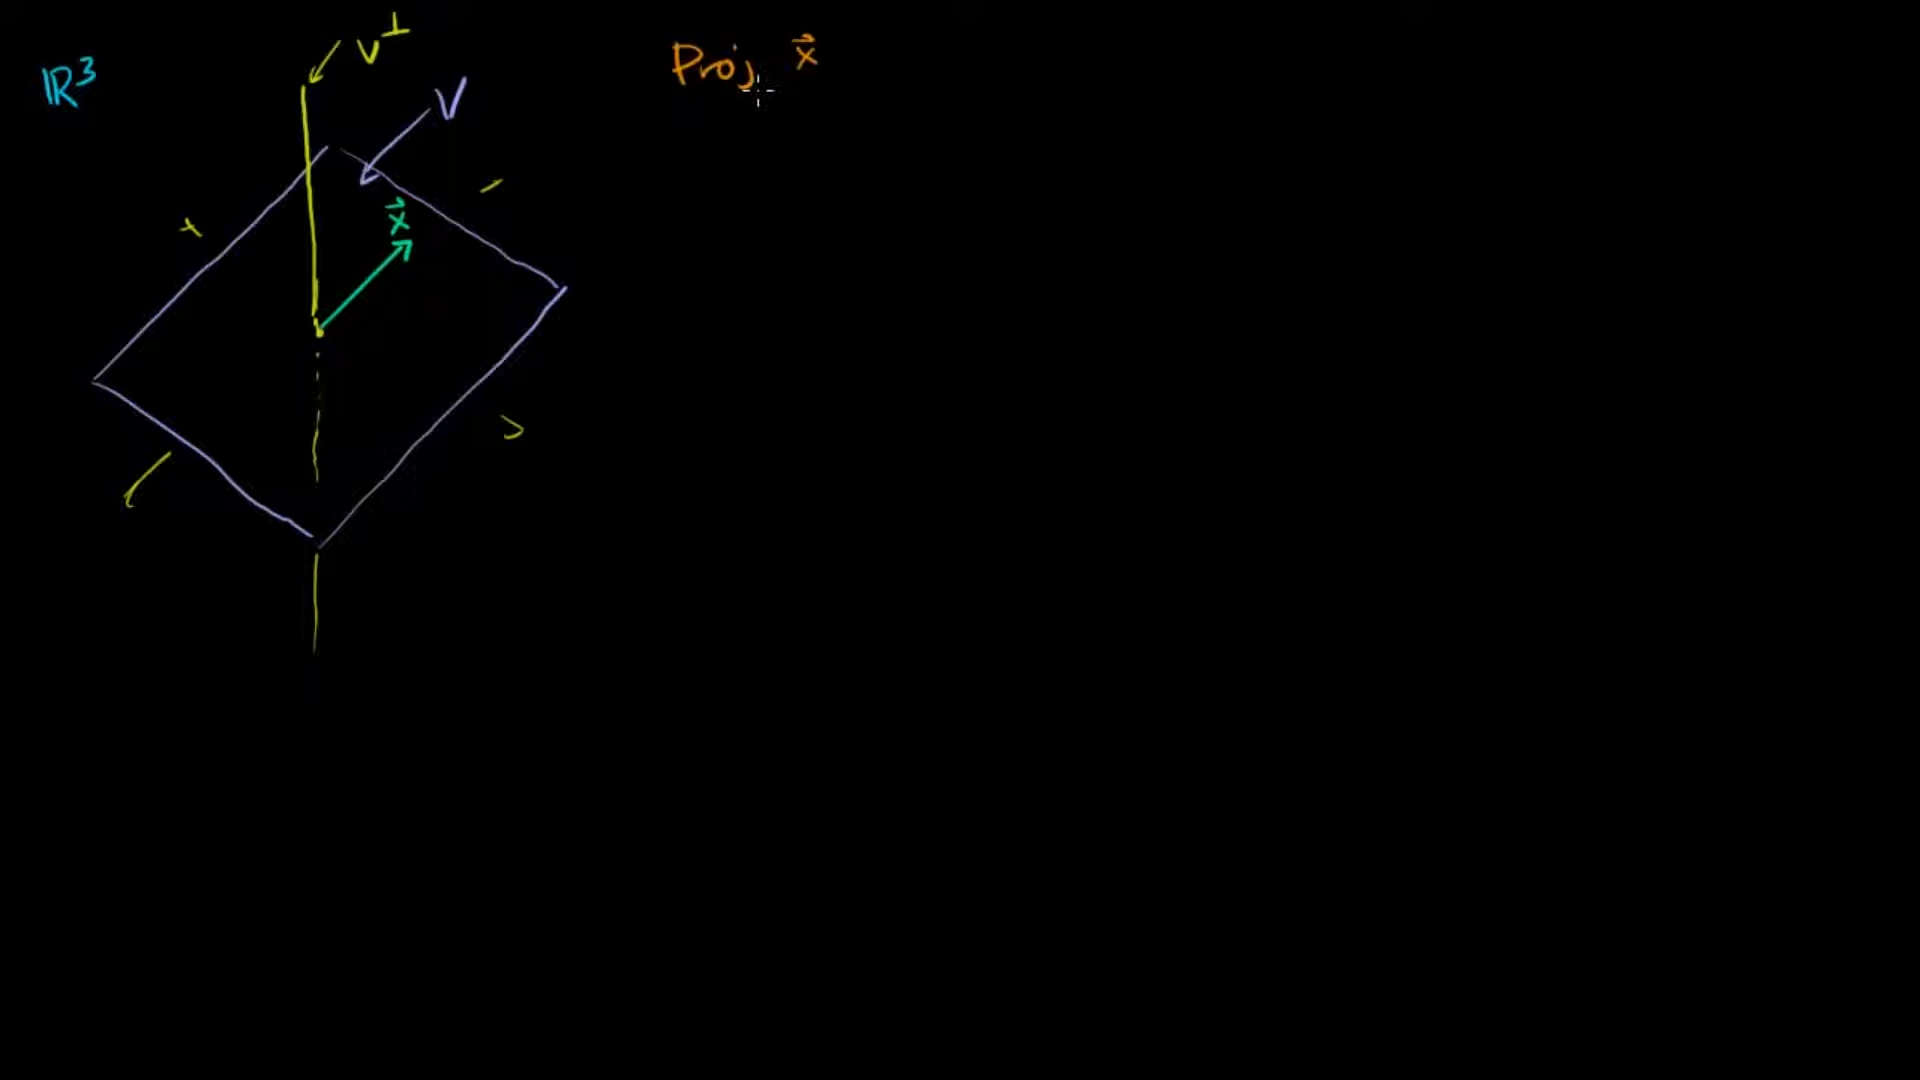 ℝ³
V⊥
V
x⃗
Proj x⃗